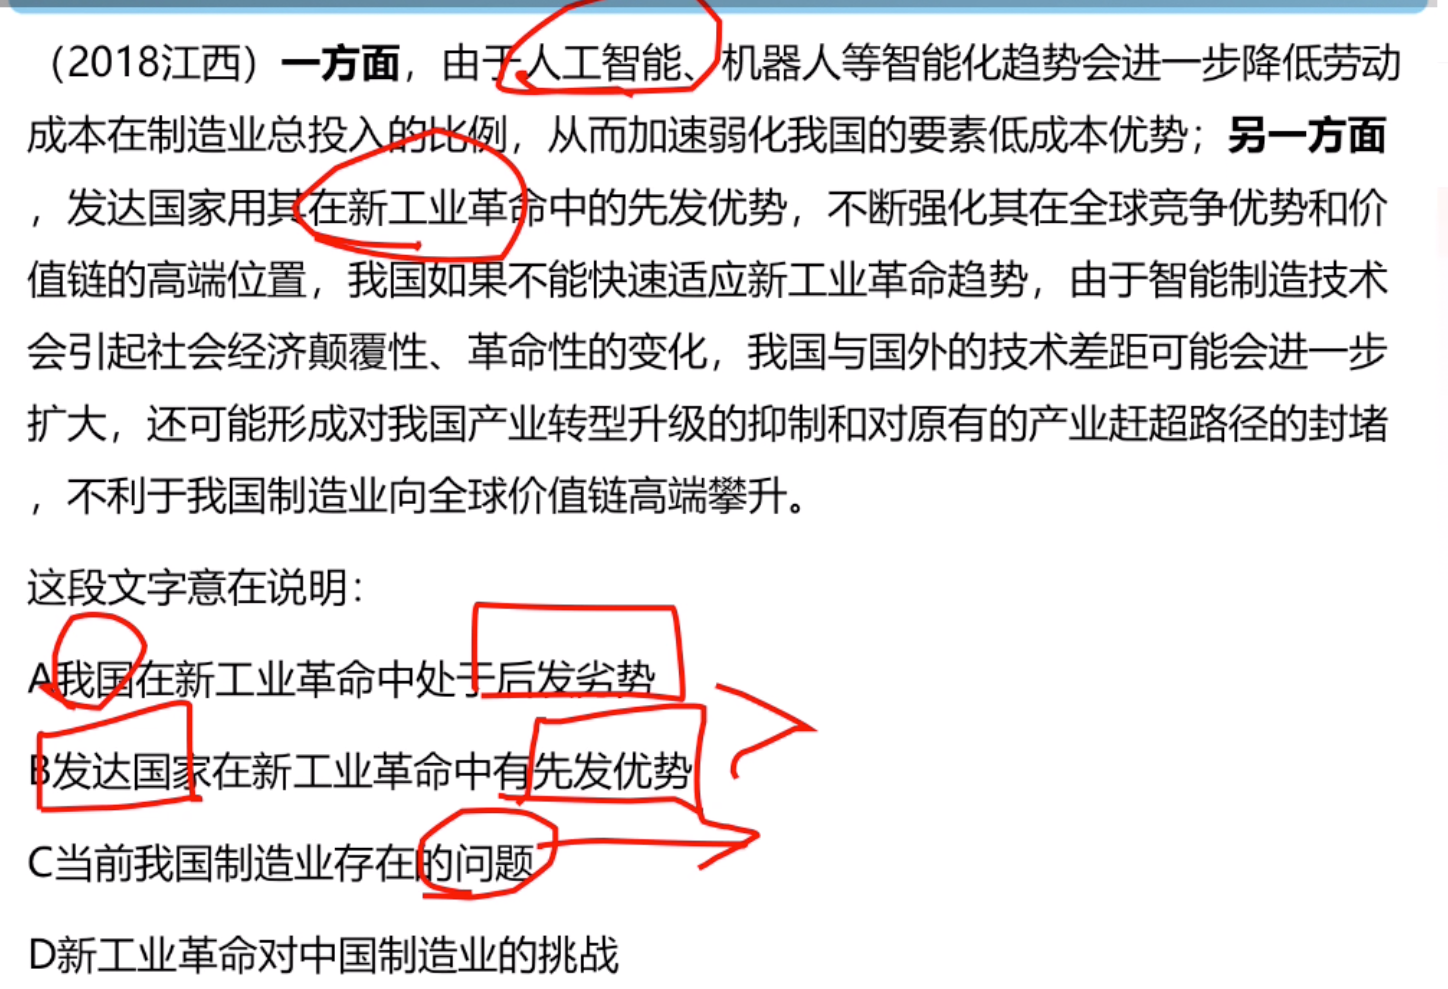 （2018江西）一方面，由于人工智能、机器人等智能化趋势会进一步降低劳动
成本在制造业总投入的比例，从而加速弱化我国的要素低成本优势；另一方面
，发达国家用其在新工业革命中的先发优势，不断强化其在全球竞争优势和价
值链的高端位置，我国如果不能快速适应新工业革命趋势，由于智能制造技术
会引起社会经济颠覆性、革命性的变化，我国与国外的技术差距可能会进一步
扩大，还可能形成对我国产业转型升级的抑制和对原有的产业赶超路径的封堵
，不利于我国制造业向全球价值链高端攀升。
这段文字意在说明：
A我国在新工业革命中处于后发劣势
B发达国家在新工业革命中有先发优势
C当前我国制造业存在的问题
D新工业革命对中国制造业的挑战